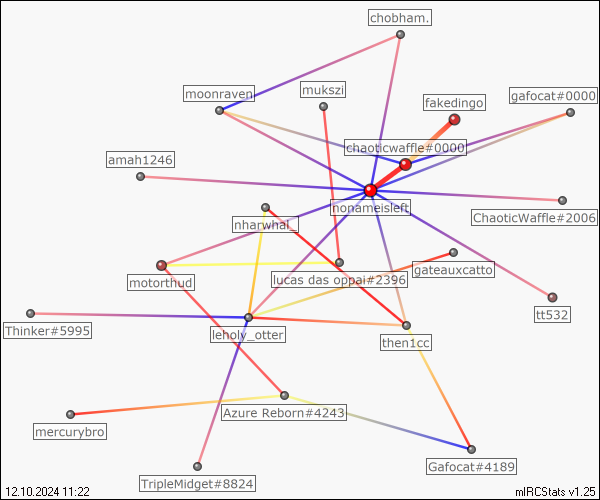 chobham.
moonraven
mukszi
fakedingo
gafocat#0000
chaoticwaffle#0000
amah1246
nonameisleft
ChaoticWaffle#2006
nharwhal_
motorthud
lucas das oppai#2396
gateauxcatto
tt532
Thinker#5995
leholy_otter
then1cc
Azure Reborn#4243
mercurybro
Gafocat#4189
TripleMidget#8824
12.10.2024 11:22
mIRCStats v1.25